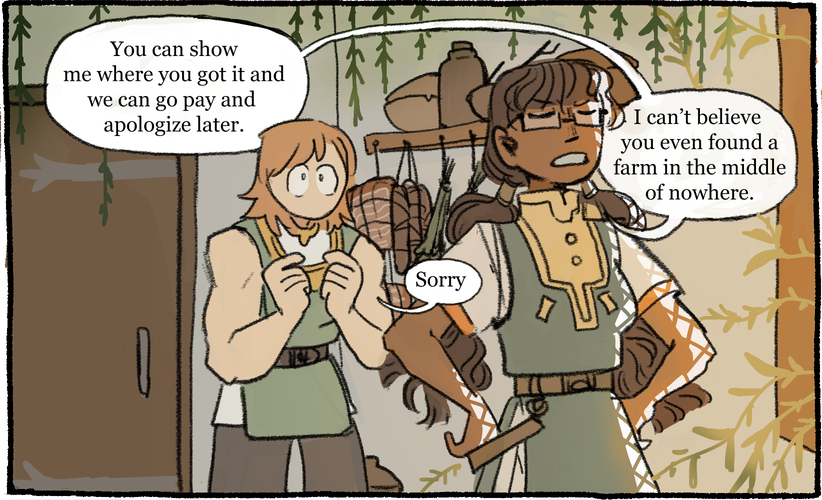 You can show
me where you got it and
we can go pay and
apologize later.
I can't believe
you even found a
farm in the middle
of nowhere.
Sorry